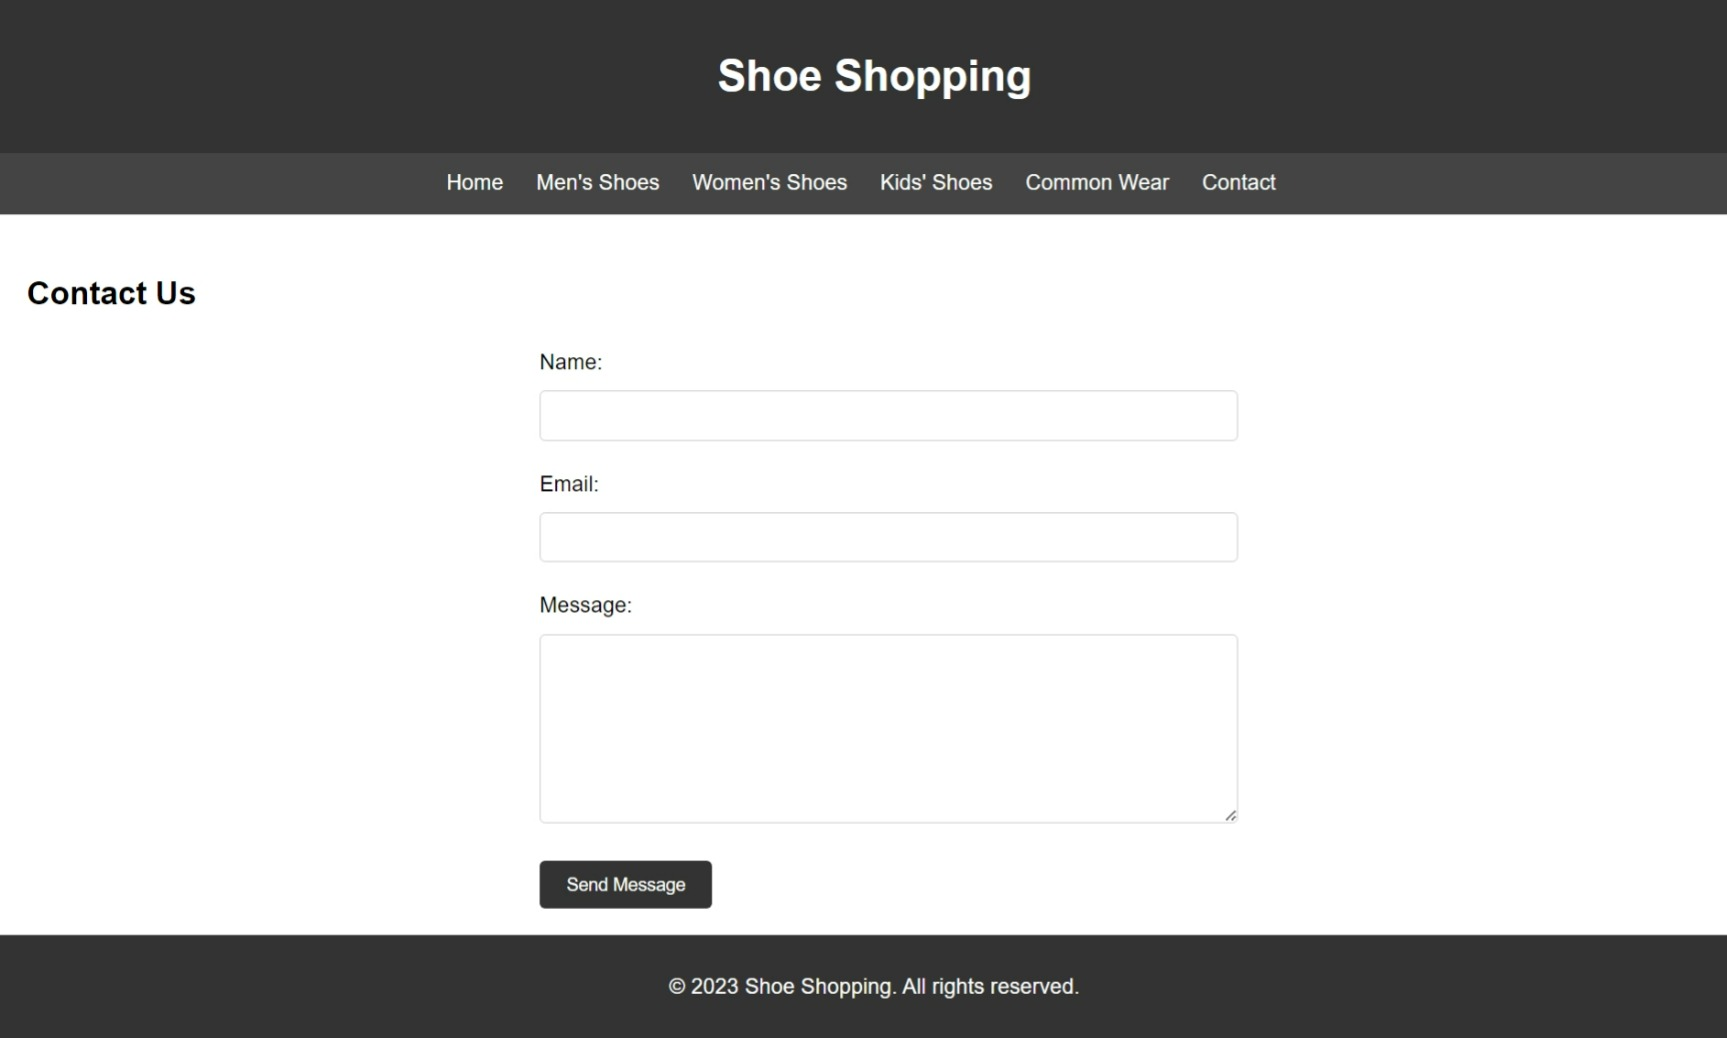 Shoe Shopping
Home Men's Shoes Women's Shoes Kids' Shoes Common Wear Contact
Contact Us
Name:
Email:
Message:
Send Message
© 2023 Shoe Shopping. All rights reserved.